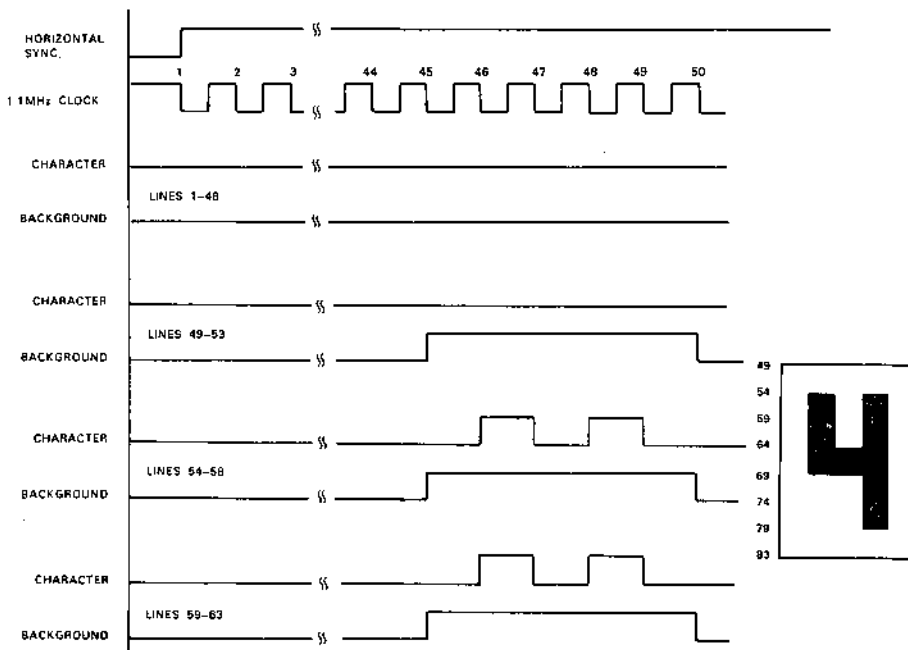 HORIZONTAL
SYNC.
1 2 3 44 45 46 47 48 49 50
1 1MHz CLOCK
CHARACTER
LINES 1-48
BACKGROUND
CHARACTER
LINES 49-53
BACKGROUND
49
54
59
CHARACTER
64
LINES 54-58
69
BACKGROUND
74
79
83
4
CHARACTER
LINES 59-63
BACKGROUND